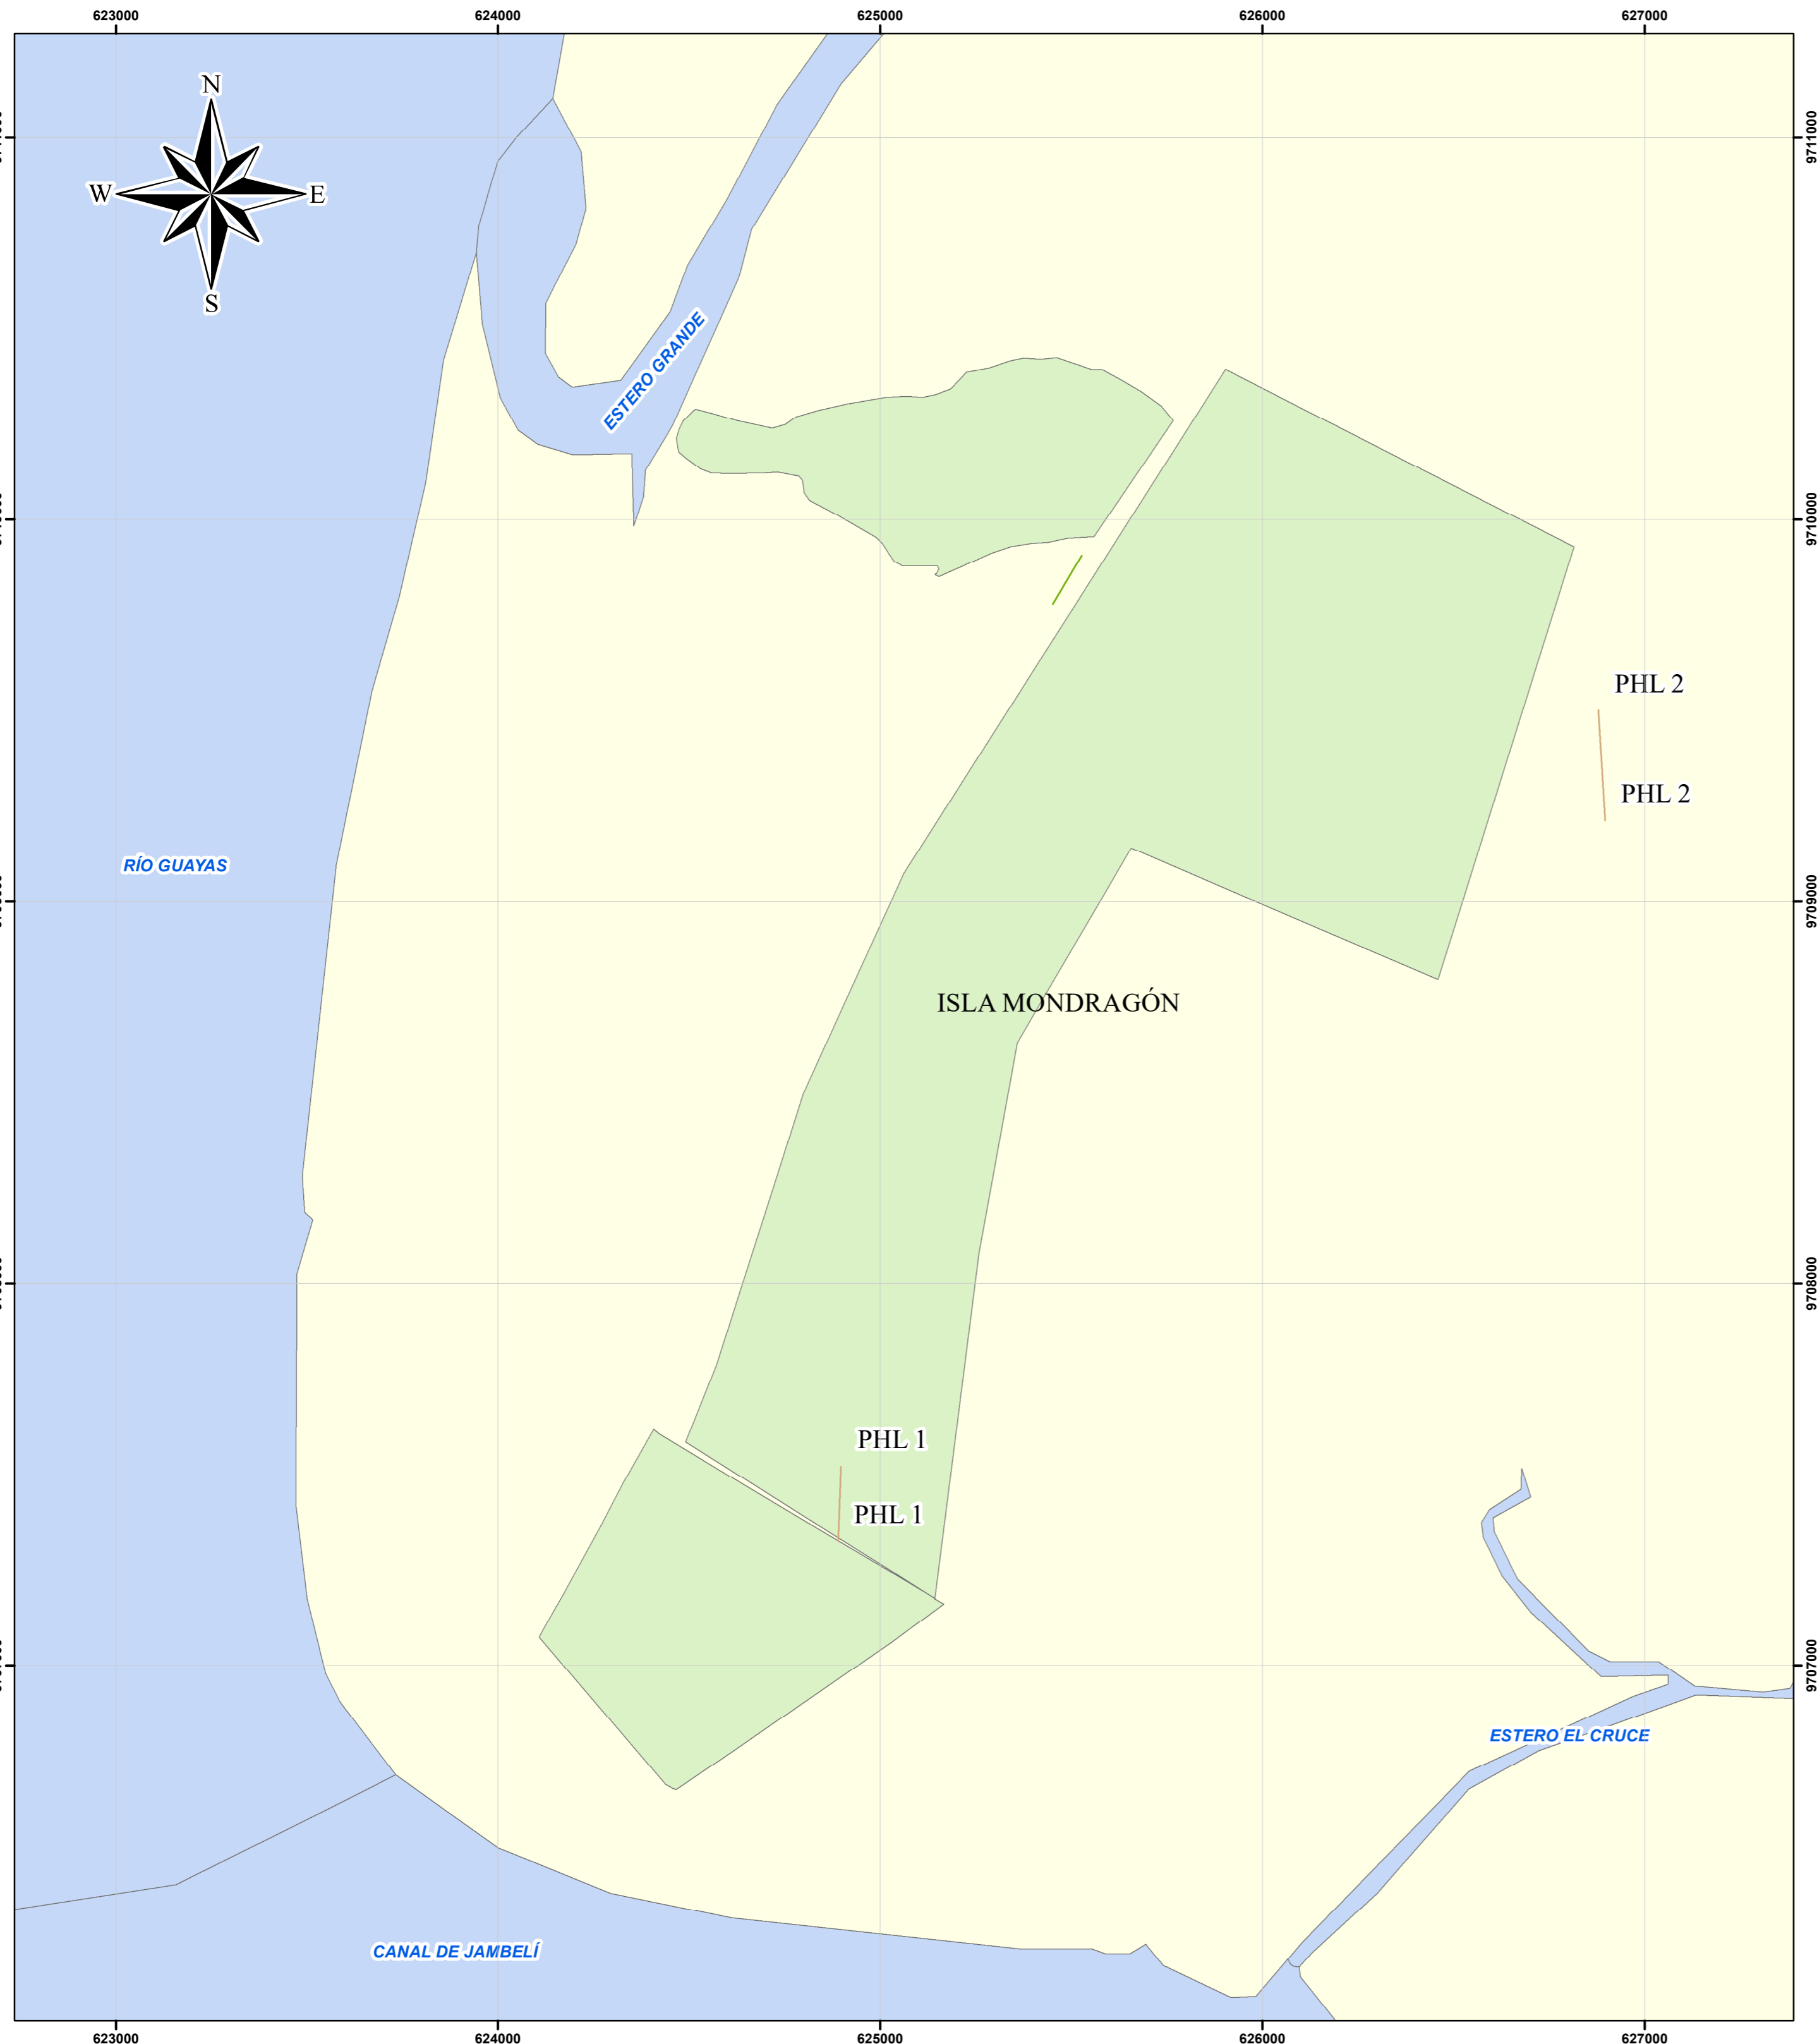 623000 624000 625000 626000 627000
N
9711000
W E
S
ESTERO GRANDE
9710000
PHL 2
PHL 2
RÍO GUAYAS
9709000
ISLA MONDRAGÓN
9708000
PHL 1
PHL 1
9707000
ESTERO EL CRUCE
CANAL DE JAMBELÍ
623000 624000 625000 626000 627000